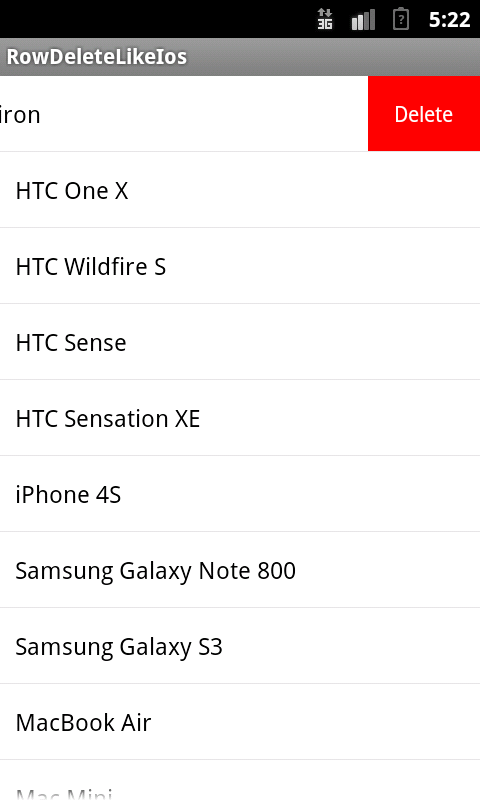 3G ? 5:22
RowDeleteLikeIos
iron Delete
HTC One X
HTC Wildfire S
HTC Sense
HTC Sensation XE
iPhone 4S
Samsung Galaxy Note 800
Samsung Galaxy S3
MacBook Air
Mac Mini